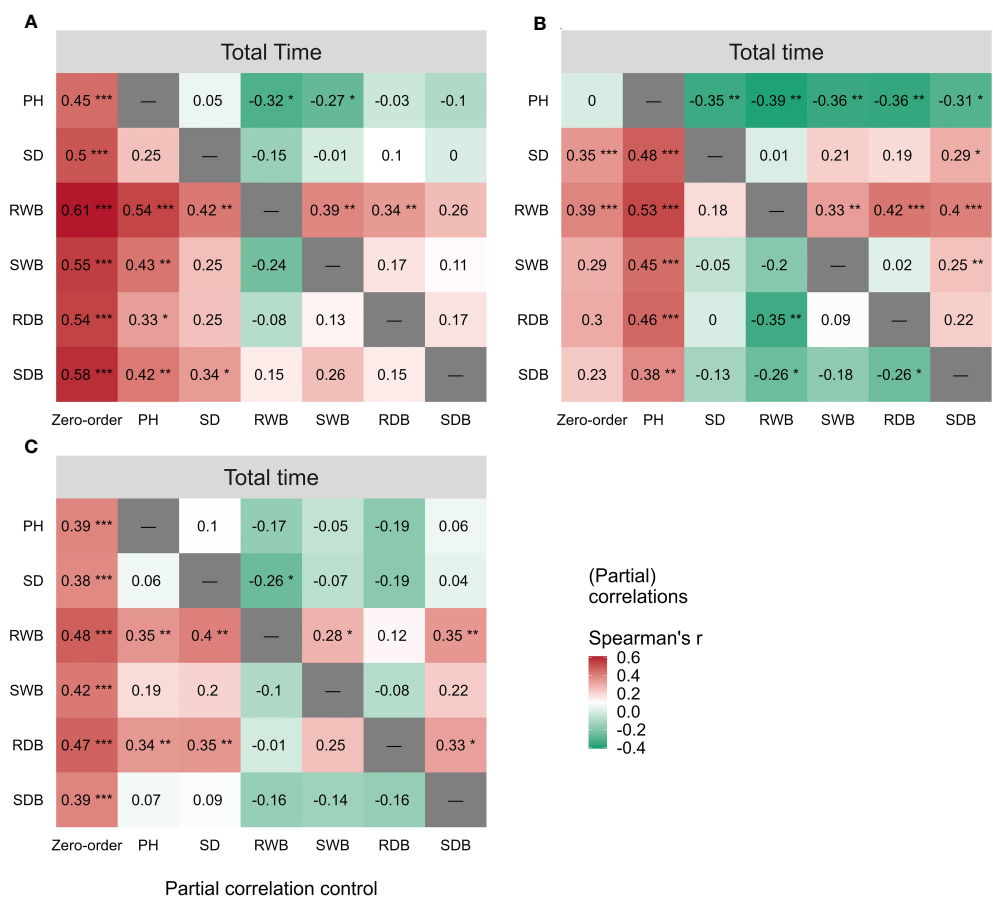 A
Total Time
PH 0.45 *** — 0.05 -0.32 * -0.27 * -0.03 -0.1
SD 0.5 *** 0.25 — -0.15 -0.01 0.1 0
RWB 0.61 *** 0.54 *** 0.42 ** — 0.39 ** 0.34 ** 0.26
SWB 0.55 *** 0.43 ** 0.25 -0.24 — 0.17 0.11
RDB 0.54 *** 0.33 * 0.25 -0.08 0.13 — 0.17
SDB 0.58 *** 0.42 ** 0.34 * 0.15 0.26 0.15 —
Zero-order PH SD RWB SWB RDB SDB
B
Total time
PH 0 — -0.35 ** -0.39 ** -0.36 ** -0.36 ** -0.31 *
SD 0.35 *** 0.48 *** — 0.01 0.21 0.19 0.29 *
RWB 0.39 *** 0.53 *** 0.18 — 0.33 ** 0.42 *** 0.4 ***
SWB 0.29 0.45 *** -0.05 -0.2 — 0.02 0.25 **
RDB 0.3 0.46 *** 0 -0.35 ** 0.09 — 0.22
SDB 0.23 0.38 ** -0.13 -0.26 * -0.18 -0.26 * —
Zero-order PH SD RWB SWB RDB SDB
C
Total time
PH 0.39 *** — 0.1 -0.17 -0.05 -0.19 0.06
SD 0.38 *** 0.06 — -0.26 * -0.07 -0.19 0.04
RWB 0.48 *** 0.35 ** 0.4 ** — 0.28 * 0.12 0.35 **
SWB 0.42 *** 0.19 0.2 -0.1 — -0.08 0.22
RDB 0.47 *** 0.34 ** 0.35 ** -0.01 0.25 — 0.33 *
SDB 0.39 *** 0.07 0.09 -0.16 -0.14 -0.16 —
Zero-order PH SD RWB SWB RDB SDB
Partial correlation control
(Partial)
correlations
Spearman's r
0.6
0.4
0.2
0.0
-0.2
-0.4